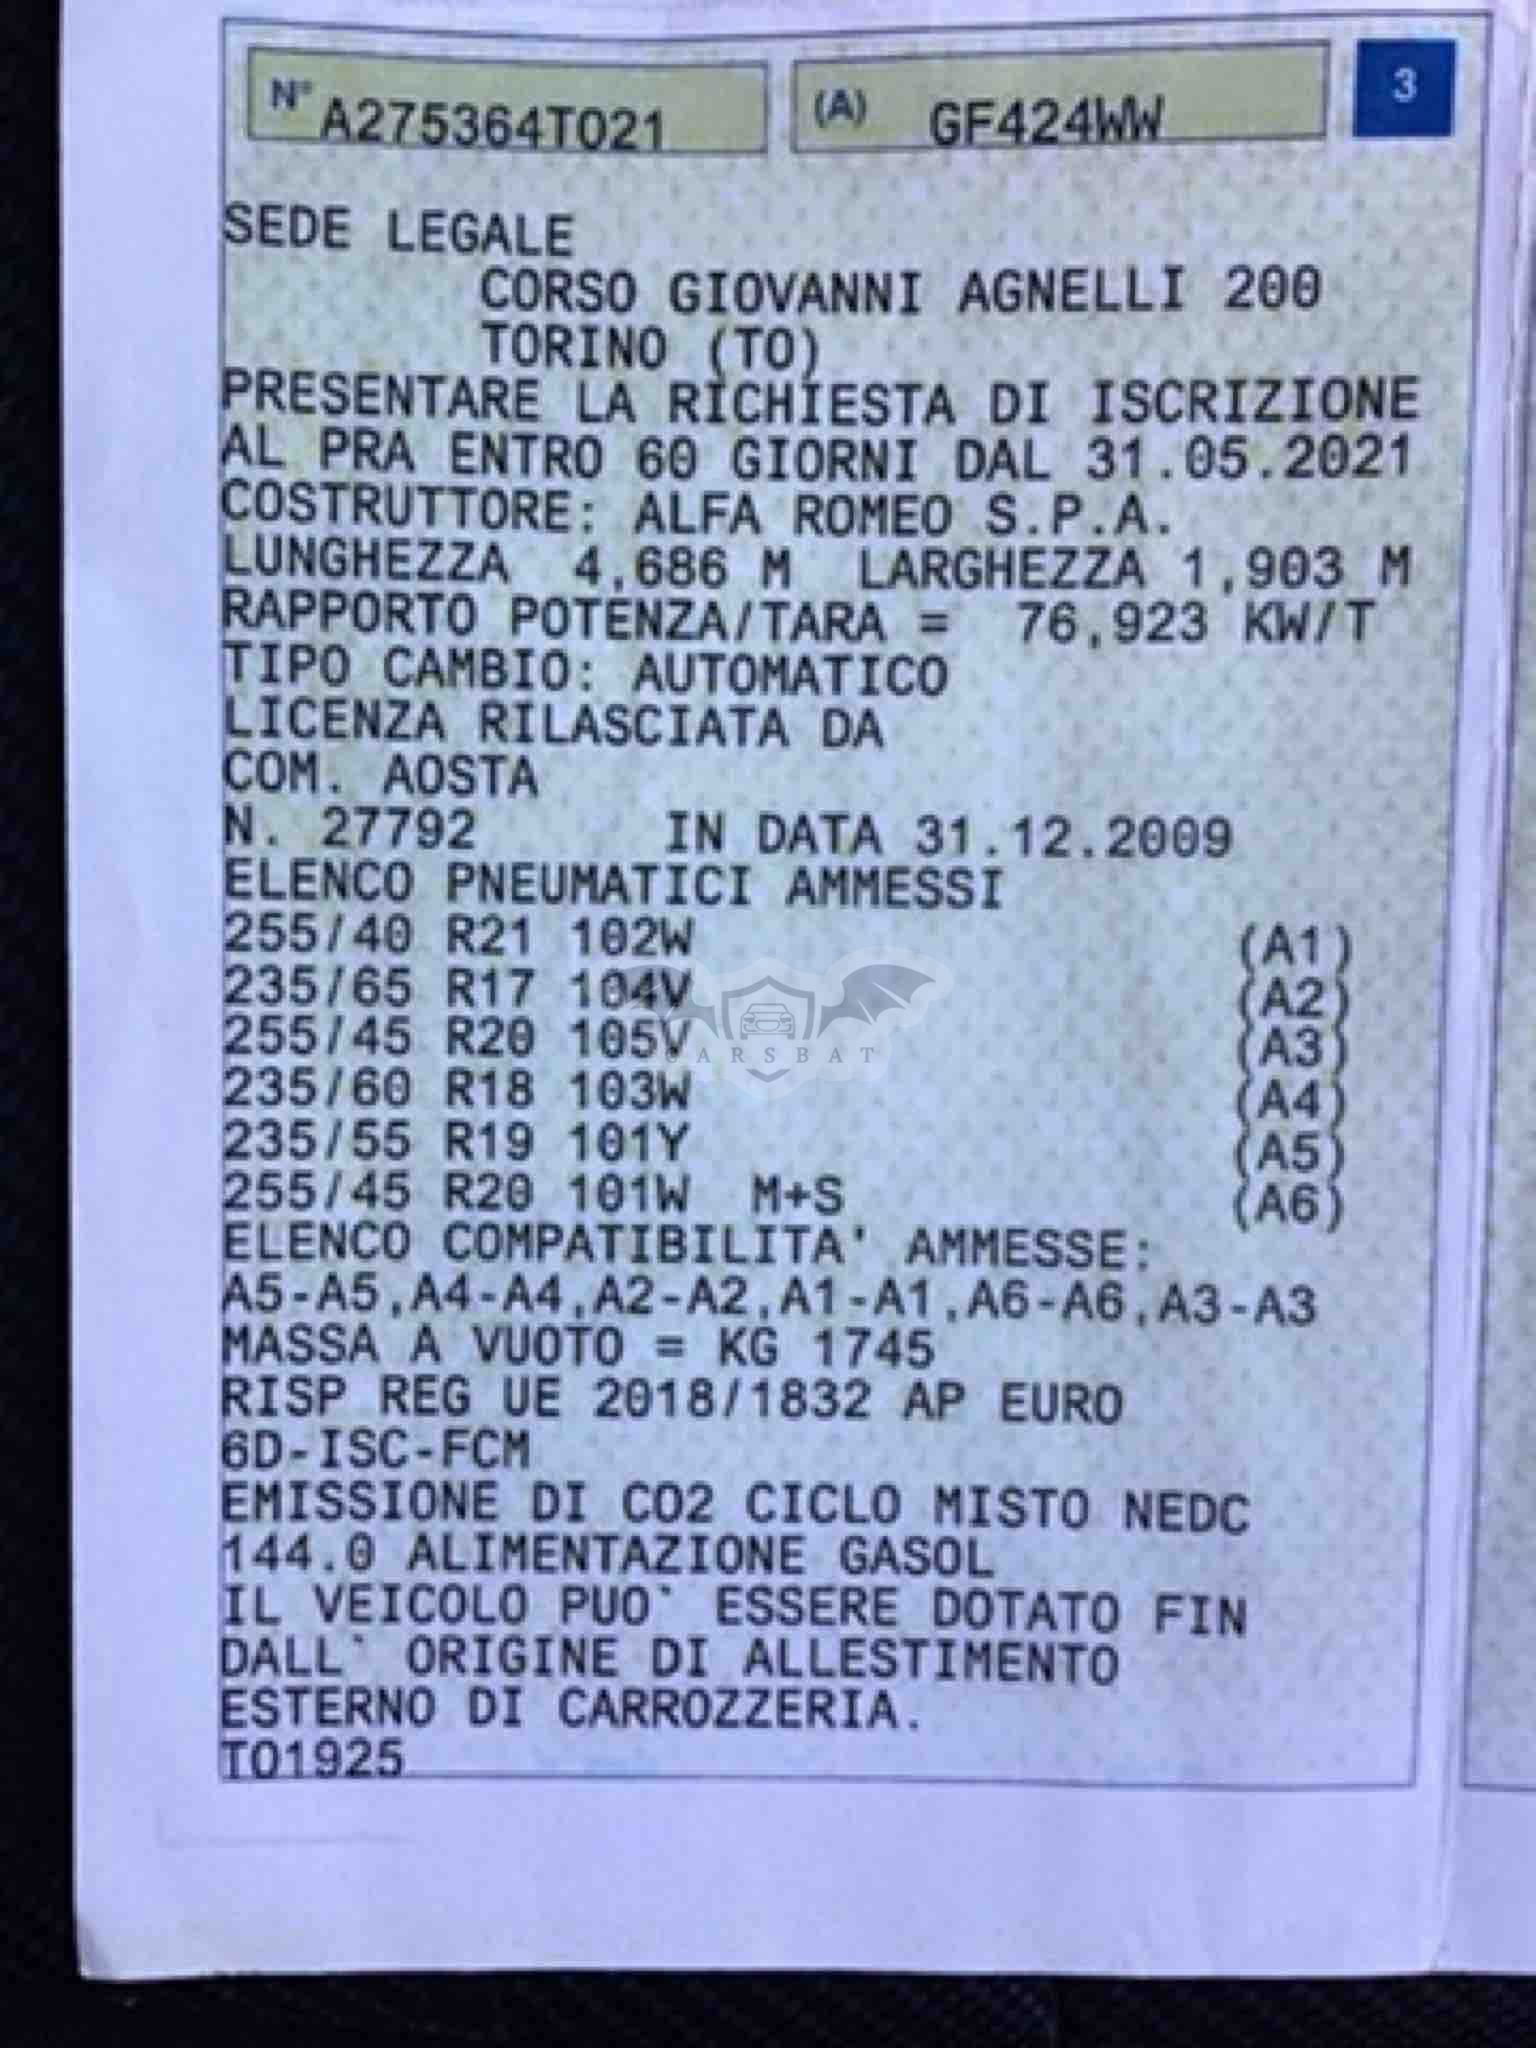 N° A275364TO21 (A) GF424WW 3
SEDE LEGALE
CORSO GIOVANNI AGNELLI 200
TORINO (TO)
PRESENTARE LA RICHIESTA DI ISCRIZIONE
AL PRA ENTRO 60 GIORNI DAL 31.05.2021
COSTRUTTORE: ALFA ROMEO S.P.A.
LUNGHEZZA 4,686 M LARGHEZZA 1,903 M
RAPPORTO POTENZA/TARA = 76,923 KW/T
TIPO CAMBIO: AUTOMATICO
LICENZA RILASCIATA DA
COM. AOSTA
N. 27792 IN DATA 31.12.2009
ELENCO PNEUMATICI AMMESSI
255/40 R21 102W (A1)
235/65 R17 104V (A2)
255/45 R20 105V (A3)
CARSBAT
235/60 R18 103W (A4)
235/55 R19 101Y (A5)
255/45 R20 101W M+S (A6)
ELENCO COMPATIBILITA' AMMESSE:
A5-A5,A4-A4,A2-A2,A1-A1,A6-A6,A3-A3
MASSA A VUOTO = KG 1745
RISP REG UE 2018/1832 AP EURO
6D-ISC-FCM
EMISSIONE DI CO2 CICLO MISTO NEDC
144.0 ALIMENTAZIONE GASOL
IL VEICOLO PUO` ESSERE DOTATO FIN
DALL` ORIGINE DI ALLESTIMENTO
ESTERNO DI CARROZZERIA.
TO1925